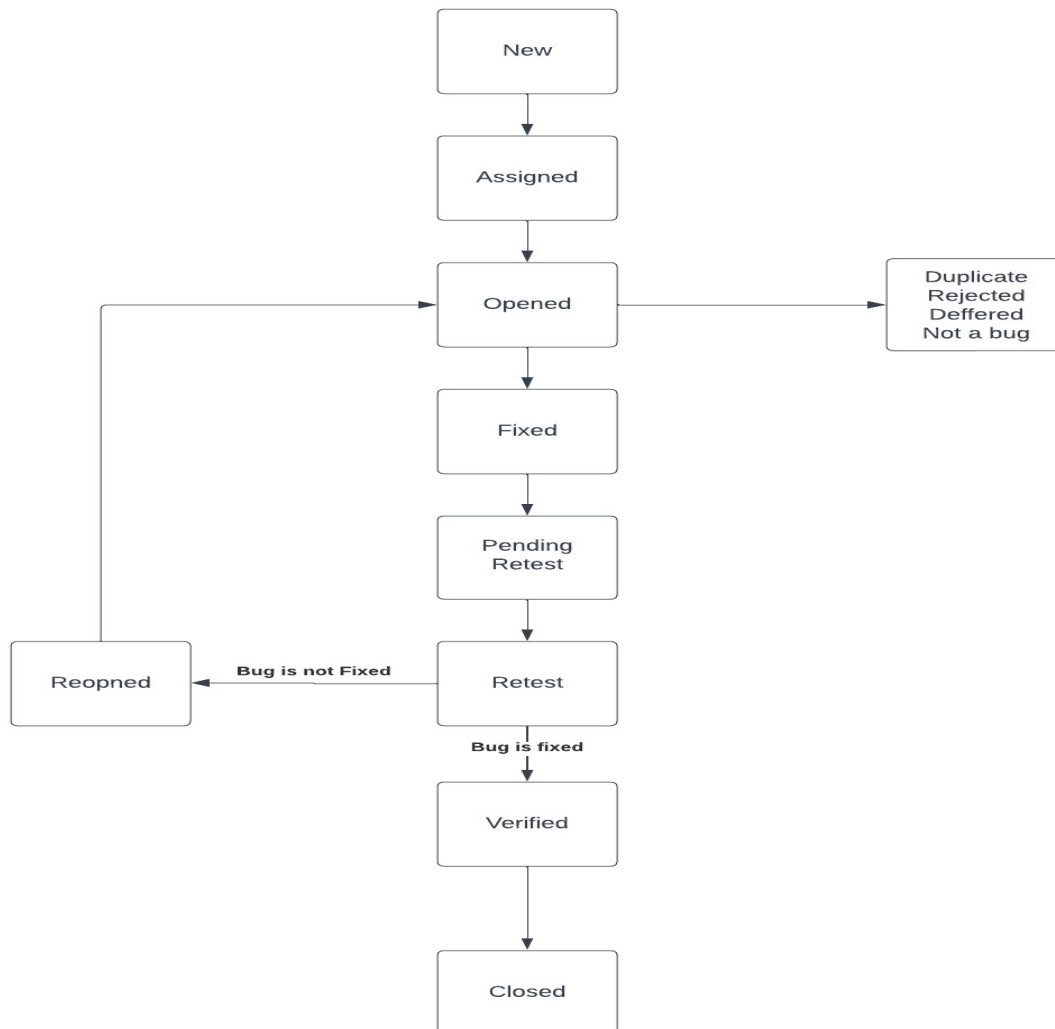 New
Assigned
Opened
Duplicate
Rejected
Deffered
Not a bug
Fixed
Pending
Retest
Reopned
Bug is not Fixed
Retest
Bug is fixed
Verified
Closed